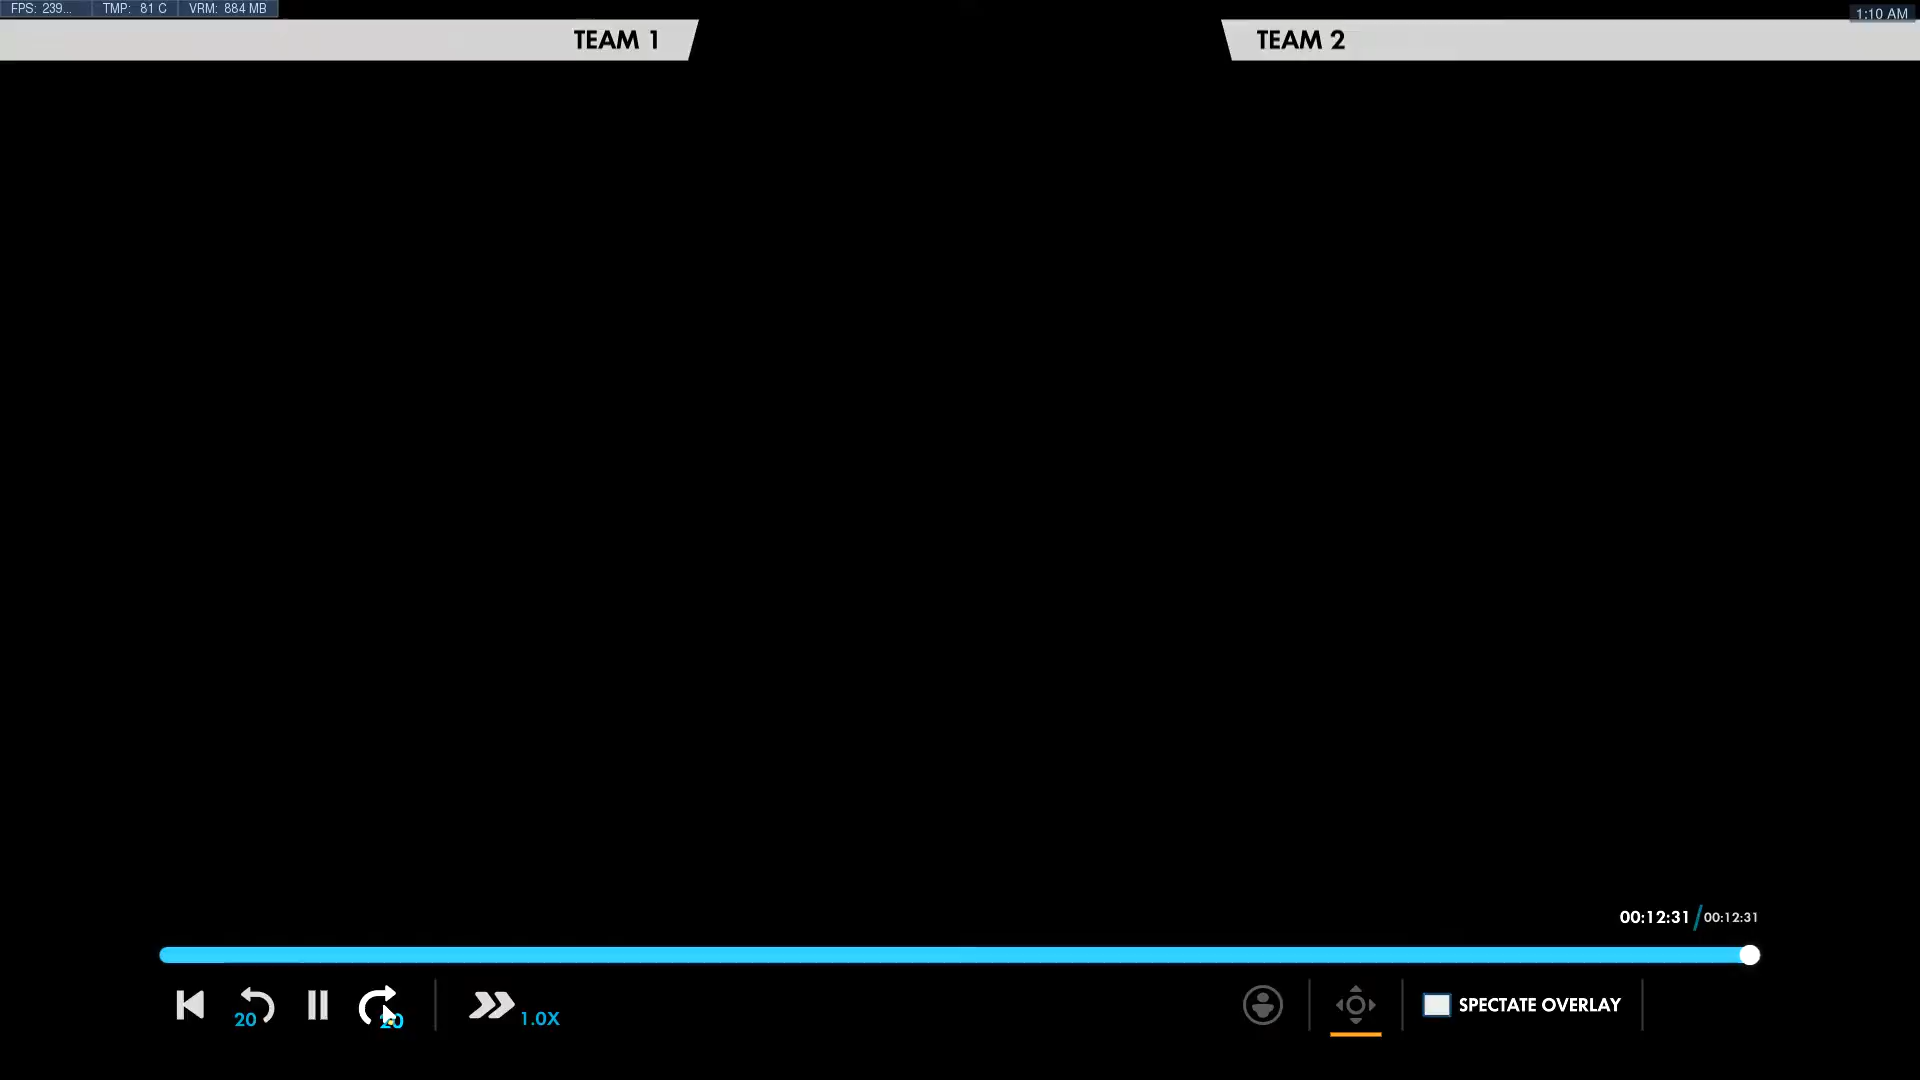 FPS: 239... TMP: 81 C VRM: 884 MB
1:10 AM
TEAM 1
TEAM 2
00:12:31 / 00:12:31
20
20
1.0X
SPECTATE OVERLAY